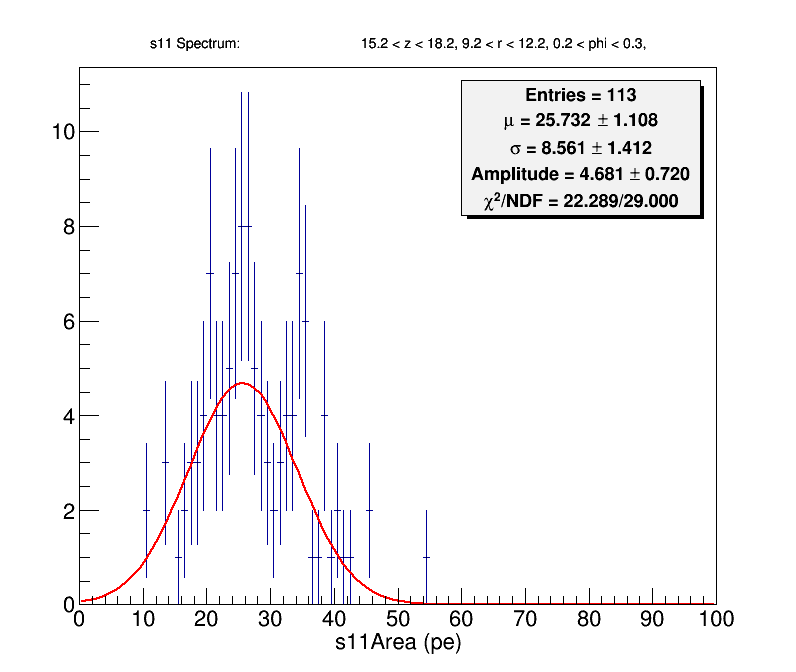 s11 Spectrum: 15.2 < z < 18.2, 9.2 < r < 12.2, 0.2 < phi < 0.3,
Entries = 113
μ = 25.732 ± 1.108
σ = 8.561 ± 1.412
Amplitude = 4.681 ± 0.720
χ²/NDF = 22.289/29.000
10
8
6
4
2
0
0 10 20 30 40 50 60 70 80 90 100
s11Area (pe)